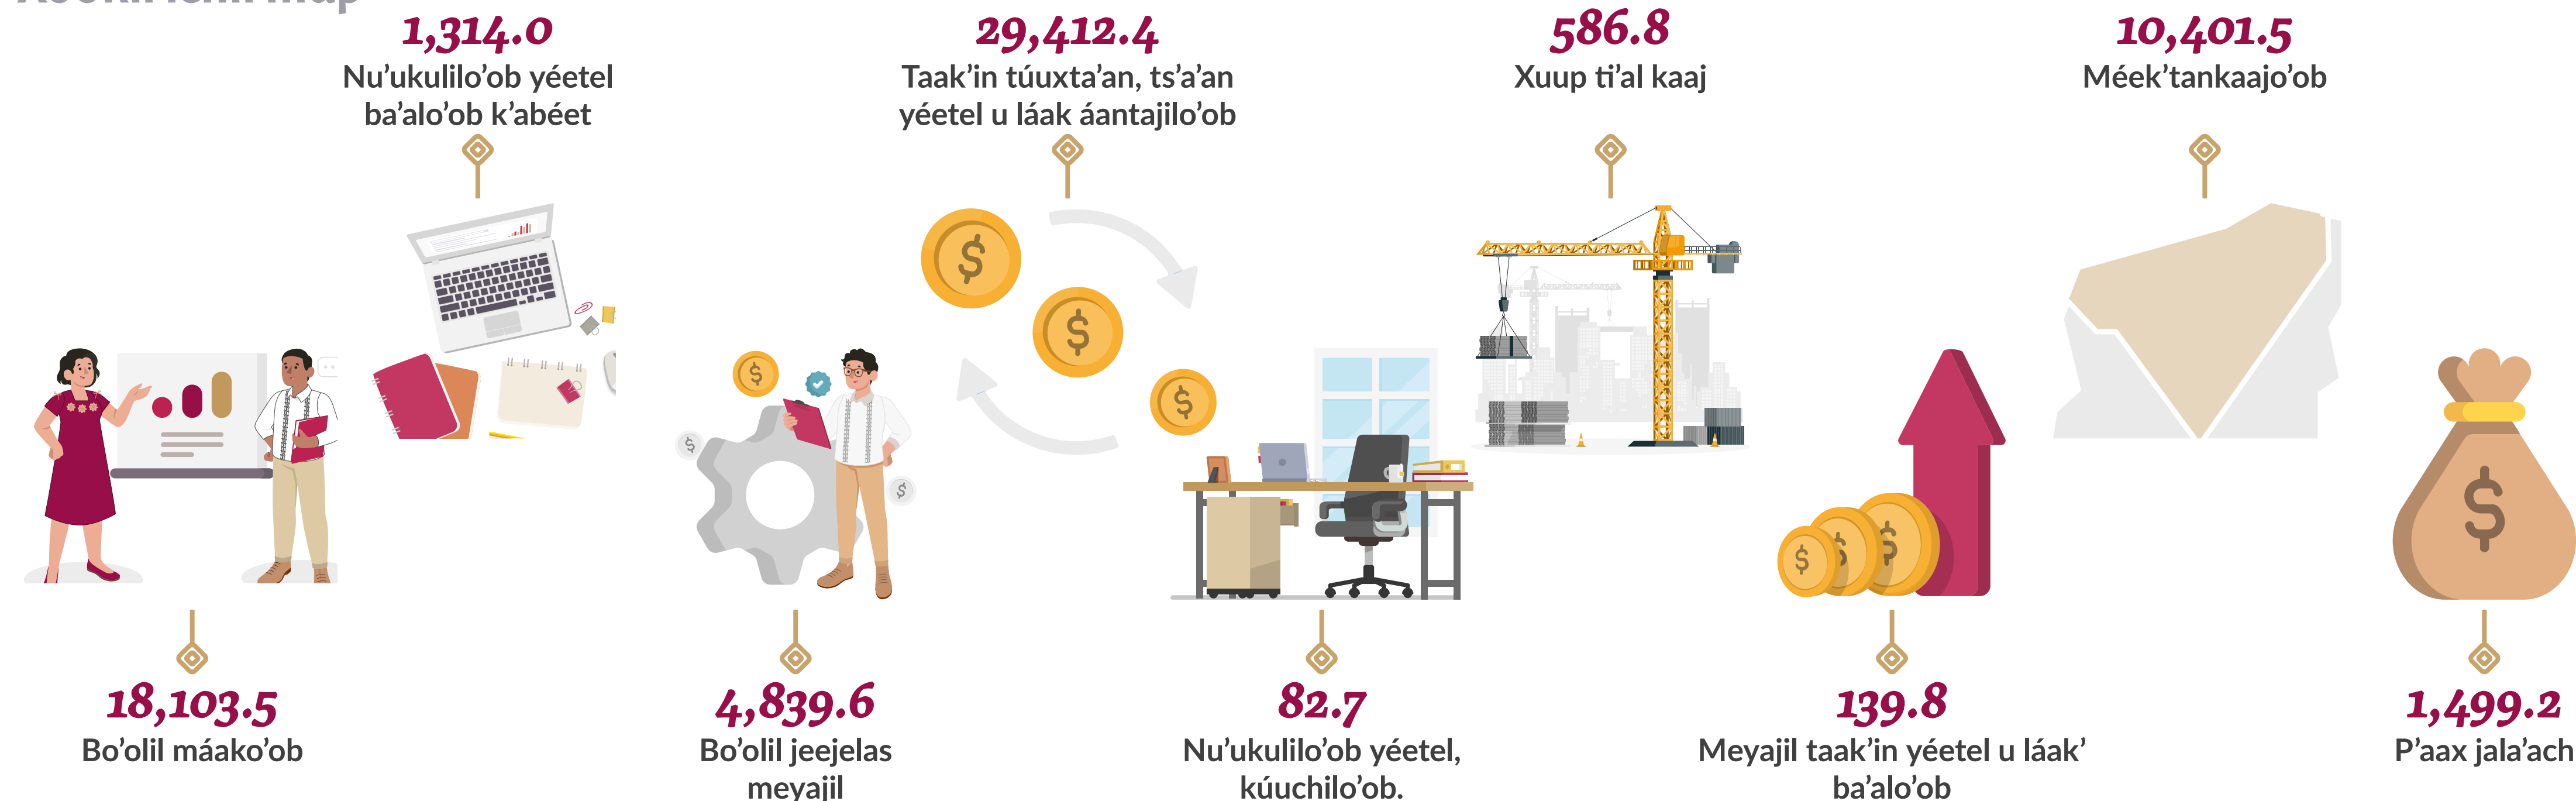 1,314.0
Nu’ukulilo’ob yéetel
ba’alo’ob k’abéet
29,412.4
Taak’in túuxta’an, ts’a’an
yéetel u láak áantajilo’ob
586.8
Xuup ti’al kaaj
10,401.5
Méek’tankaajo’ob
18,103.5
Bo’olil máako’ob
4,839.6
Bo’olil jeejelas
meyajil
82.7
Nu’ukulilo’ob yéetel,
kúuchilo’ob.
139.8
Meyajil taak’in yéetel u láak’
ba’alo’ob
1,499.2
P’aax jala’ach